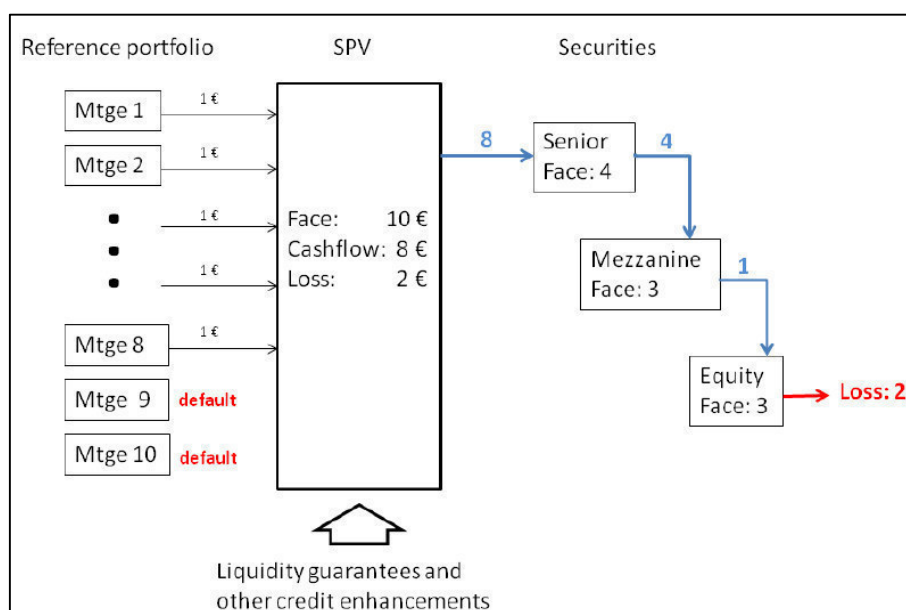 Reference portfolio
SPV
Securities
Mtge 1
1 €
Mtge 2
1 €
1 €
1 €
Mtge 8
1 €
Mtge 9
default
Mtge 10
default
Face: 10 €
Cashflow: 8 €
Loss: 2 €
8
Senior
Face: 4
4
Mezzanine
Face: 3
1
Equity
Face: 3
Loss: 2
Liquidity guarantees and
other credit enhancements